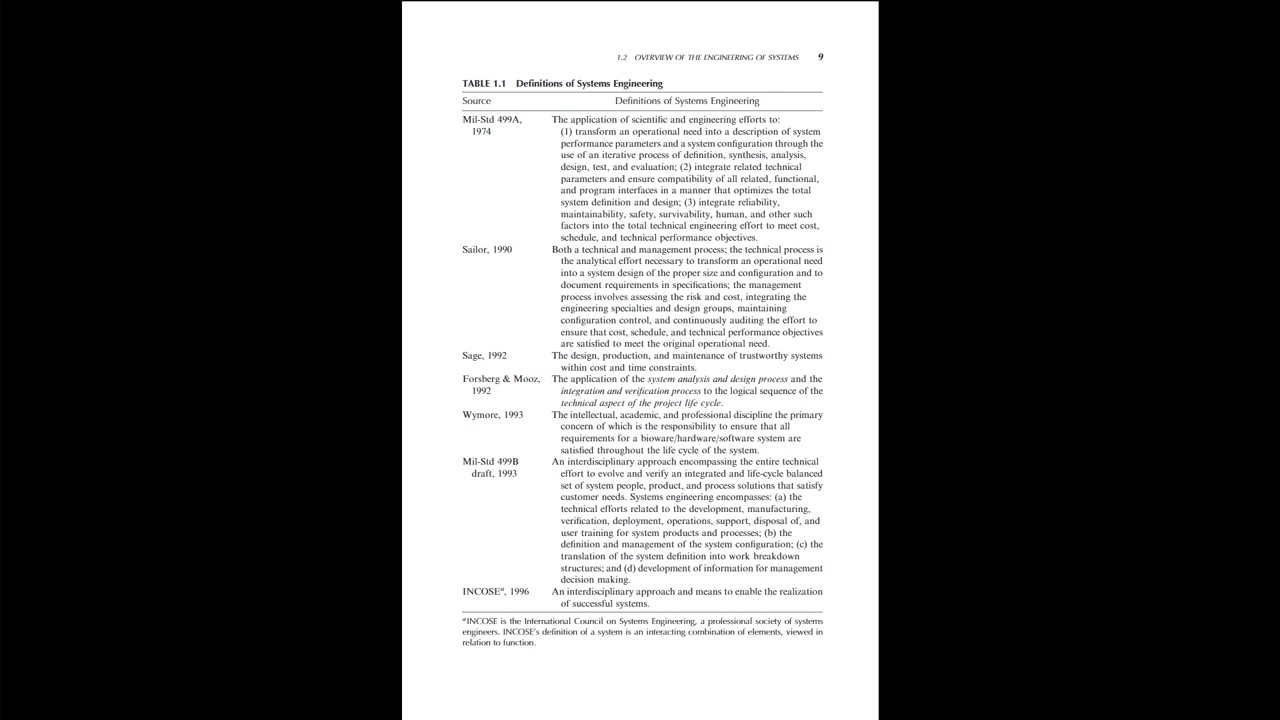 1.2 OVERVIEW OF THE ENGINEERING OF SYSTEMS 9
TABLE 1.1 Definitions of Systems Engineering
Source Definitions of Systems Engineering
Mil-Std 499A, The application of scientific and engineering efforts to:
1974 (1) transform an operational need into a description of system
performance parameters and a system configuration through the
use of an iterative process of definition, synthesis, analysis,
design, test, and evaluation; (2) integrate related technical
parameters and ensure compatibility of all related, functional,
and program interfaces in a manner that optimizes the total
system definition and design; (3) integrate reliability,
maintainability, safety, survivability, human, and other such
factors into the total technical engineering effort to meet cost,
schedule, and technical performance objectives.
Sailor, 1990 Both a technical and management process; the technical process is
the analytical effort necessary to transform an operational need
into a system design of the proper size and configuration and to
document requirements in specifications; the management
process involves assessing the risk and cost, integrating the
engineering specialties and design groups, maintaining
configuration control, and continuously auditing the effort to
ensure that cost, schedule, and technical performance objectives
are satisfied to meet the original operational need.
Sage, 1992 The design, production, and maintenance of trustworthy systems
within cost and time constraints.
Forsberg & Mooz, The application of the system analysis and design process and the
1992 integration and verification process to the logical sequence of the
technical aspect of the project life cycle.
Wymore, 1993 The intellectual, academic, and professional discipline the primary
concern of which is the responsibility to ensure that all
requirements for a bioware/hardware/software system are
satisfied throughout the life cycle of the system.
Mil-Std 499B An interdisciplinary approach encompassing the entire technical
draft, 1993 effort to evolve and verify an integrated and life-cycle balanced
set of system people, product, and process solutions that satisfy
customer needs. Systems engineering encompasses: (a) the
technical efforts related to the development, manufacturing,
verification, deployment, operations, support, disposal of, and
user training for system products and processes; (b) the
definition and management of the system configuration; (c) the
translation of the system definition into work breakdown
structures; and (d) development of information for management
decision making.
INCOSEa, 1996 An interdisciplinary approach and means to enable the realization
of successful systems.
aINCOSE is the International Council on Systems Engineering, a professional society of systems
engineers. INCOSE's definition of a system is an interacting combination of elements, viewed in
relation to function.